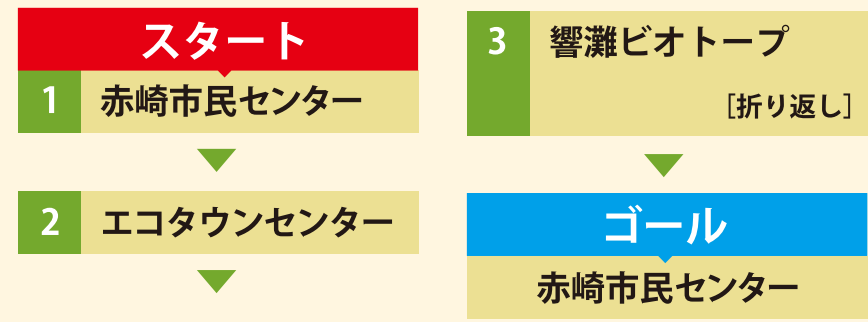 スタート
1 赤崎市民センター
2 エコタウンセンター
3 響灘ビオトープ
[折り返し]
ゴール
赤崎市民センター